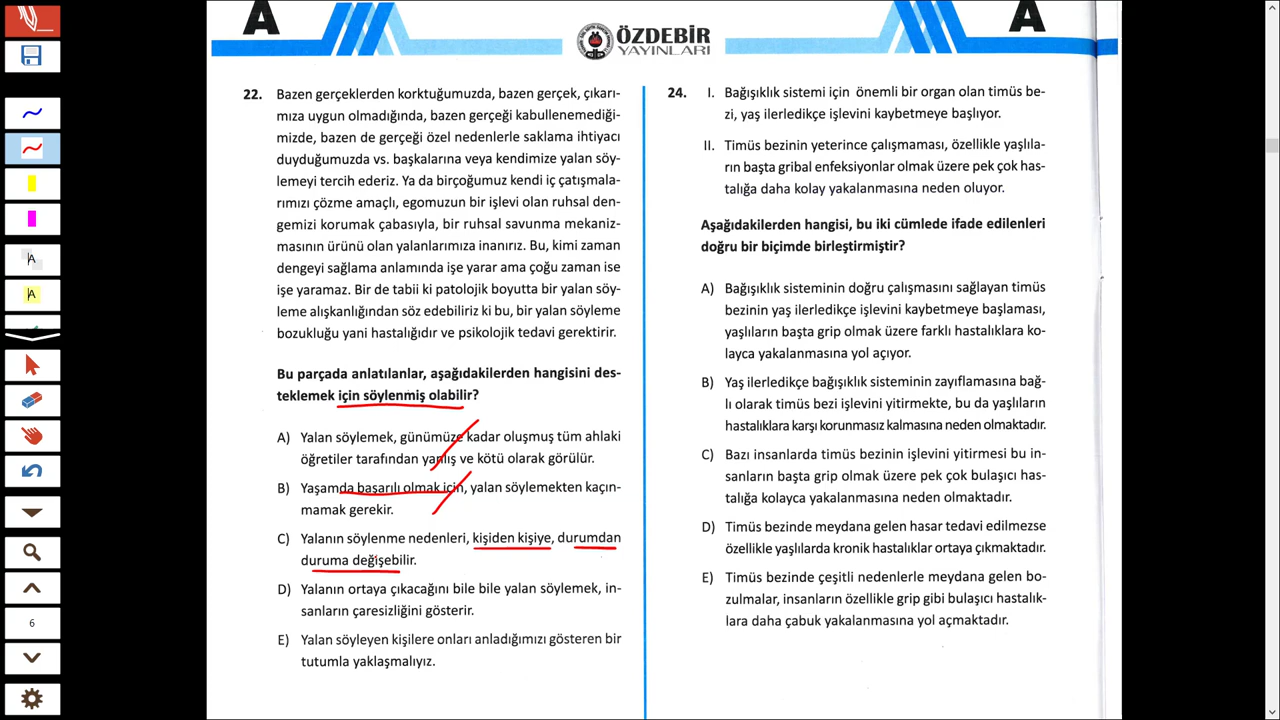 A
ÖZDEBİR
YAYINLARI
A
22. Bazen gerçeklerden korktuğumuzda, bazen gerçek, çıkarı-
mıza uygun olmadığında, bazen gerçeği kabullenemediği-
mizde, bazen de gerçeği özel nedenlerle saklama ihtiyacı
duyduğumuzda vs. başkalarına veya kendimize yalan söy-
lemeyi tercih ederiz. Ya da birçoğumuz kendi iç çatışmala-
rımızı çözme amaçlı, egomuzun bir işlevi olan ruhsal den-
gemizi korumak çabasıyla, bir ruhsal savunma mekaniz-
masının ürünü olan yalanlarımıza inanırız. Bu, kimi zaman
dengeyi sağlama anlamında işe yarar ama çoğu zaman ise
işe yaramaz. Bir de tabii ki patolojik boyutta bir yalan söy-
leme alışkanlığından söz edebiliriz ki bu, bir yalan söyleme
bozukluğu yani hastalığıdır ve psikolojik tedavi gerektirir.
Bu parçada anlatılanlar, aşağıdakilerden hangisini des-
teklemek için söylenmiş olabilir?
A) Yalan söylemek, günümüze kadar oluşmuş tüm ahlaki
öğretiler tarafından yanlış ve kötü olarak görülür.
B) Yaşamda başarılı olmak için, yalan söylemekten kaçın-
mamak gerekir.
C) Yalanın söylenme nedenleri, kişiden kişiye, durumdan
duruma değişebilir.
D) Yalanın ortaya çıkacağını bile bile yalan söylemek, in-
sanların çaresizliğini gösterir.
E) Yalan söyleyen kişilere onları anladığımızı gösteren bir
tutumla yaklaşmalıyız.
24. I. Bağışıklık sistemi için önemli bir organ olan timüs be-
zi, yaş ilerledikçe işlevini kaybetmeye başlıyor.
II. Timüs bezinin yeterince çalışmaması, özellikle yaşlıla-
rın başta gribal enfeksiyonlar olmak üzere pek çok has-
talığa daha kolay yakalanmasına neden oluyor.
Aşağıdakilerden hangisi, bu iki cümlede ifade edilenleri
doğru bir biçimde birleştirmiştir?
A) Bağışıklık sisteminin doğru çalışmasını sağlayan timüs
bezinin yaş ilerledikçe işlevini kaybetmeye başlaması,
yaşlıların başta grip olmak üzere farklı hastalıklara ko-
layca yakalanmasına yol açıyor.
B) Yaş ilerledikçe bağışıklık sisteminin zayıflamasına bağ-
lı olarak timüs bezi işlevini yitirmekte, bu da yaşlıların
hastalıklara karşı korunmasız kalmasına neden olmaktadır.
C) Bazı insanlarda timüs bezinin işlevini yitirmesi bu in-
sanların başta grip olmak üzere pek çok bulaşıcı has-
talığa kolayca yakalanmasına neden olmaktadır.
D) Timüs bezinde meydana gelen hasar tedavi edilmezse
özellikle yaşlılarda kronik hastalıklar ortaya çıkmaktadır.
E) Timüs bezinde çeşitli nedenlerle meydana gelen bo-
zulmalar, insanların özellikle grip gibi bulaşıcı hastalık-
lara daha çabuk yakalanmasına yol açmaktadır.
A
A
6